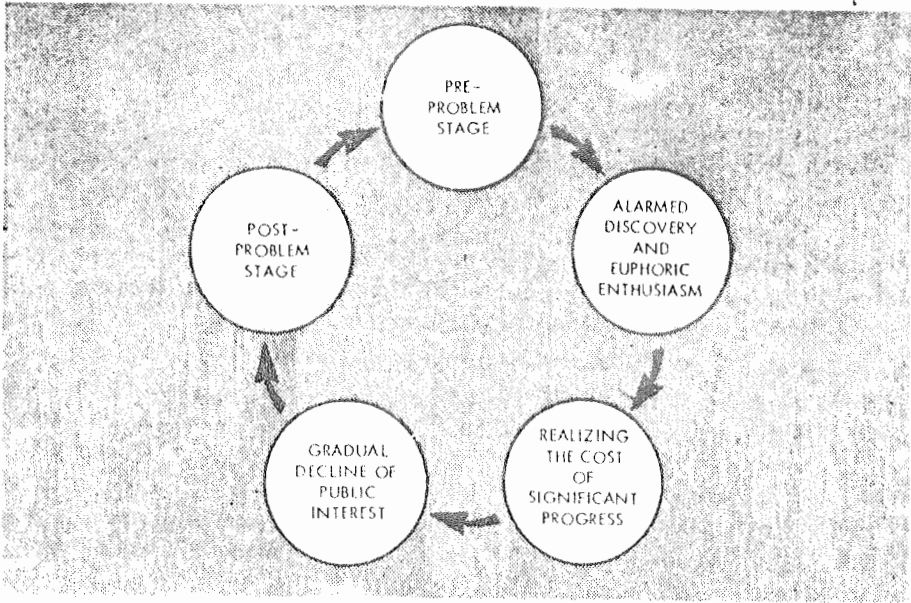 PRE-
PROBLEM
STAGE
ALARMED
DISCOVERY
AND
EUPHORIC
ENTHUSIASM
REALIZING
THE COST
OF
SIGNIFICANT
PROGRESS
GRADUAL
DECLINE OF
PUBLIC
INTEREST
POST-
PROBLEM
STAGE